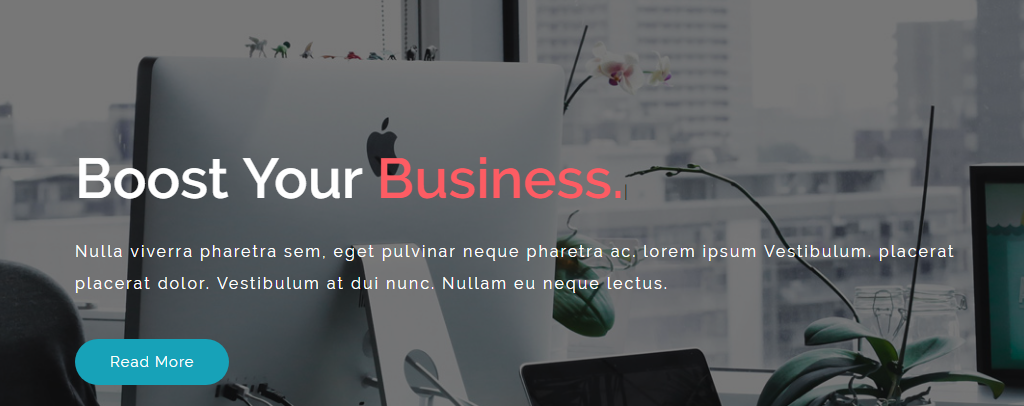 Boost Your Business.
Nulla viverra pharetra sem, eget pulvinar neque pharetra ac, lorem ipsum Vestibulum. placerat
placerat dolor. Vestibulum at dui nunc. Nullam eu neque lectus.
Read More